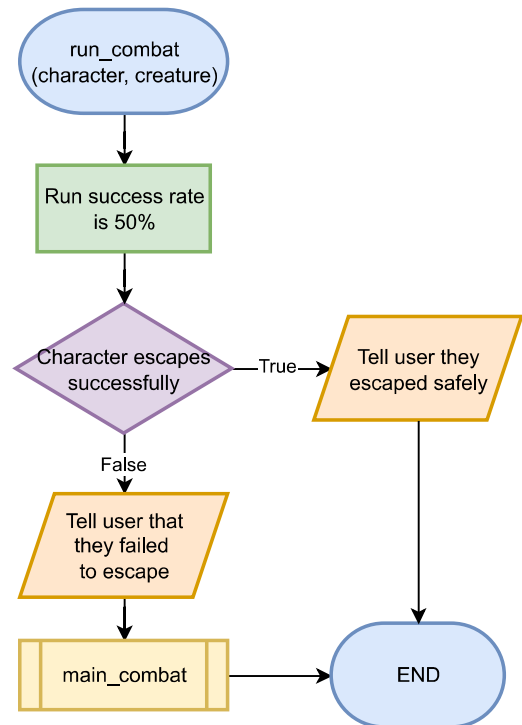 run_combat
(character, creature)
Run success rate
is 50%
Character escapes
successfully
True
Tell user they
escaped safely
False
Tell user that
they failed
to escape
main_combat
END